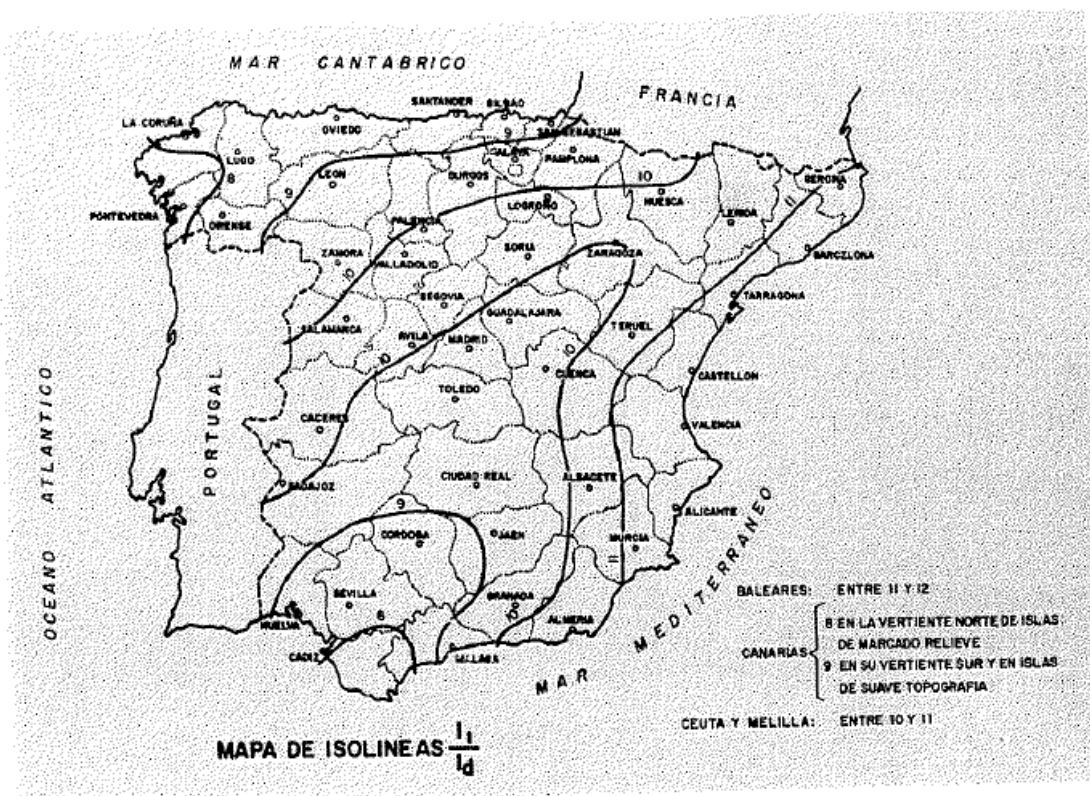 MAR CANTABRICO
FRANCIA
SANTANDER
BILBAO
LA CORUÑA
OVIEDO
SAN SEBASTIAN
9
LUGO
PAMPLONA
8
9
LEON
BURGOS
10
GERONA
LOGROÑO
HUESCA
11
PONTEVEDRA
ORENSE
PALENCIA
LERIDA
ZAMORA
SORIA
ZARAGOZA
BARCZLONA
10
VALLADOLID
SEGOVIA
TARRAGONA
SALAMANCA
GUADALAJARA
TERUEL
AVILA
MADRID
10
10
CUENCA
CASTELLON
TOLEDO
CACERES
VALENCIA
OCEANO ATLANTICO
PORTUGAL
BADAJOZ
CIUDAD REAL
ALBACETE
9
ALICANTE
CORDOBA
JAEN
MURCIA
11
SEVILLA
GRANADA
10
HUELVA
8
ALMERIA
CADIZ
MALAGA
MAR MEDITERRANEO
BALEARES: ENTRE 11 Y 12
CANARIAS
8 EN LA VERTIENTE NORTE DE ISLAS
DE MARCADO RELIEVE
9 EN SU VERTIENTE SUR Y EN ISLAS
DE SUAVE TOPOGRAFIA
CEUTA Y MELILLA: ENTRE 10 Y 11
MAPA DE ISOLINEAS I1/Id